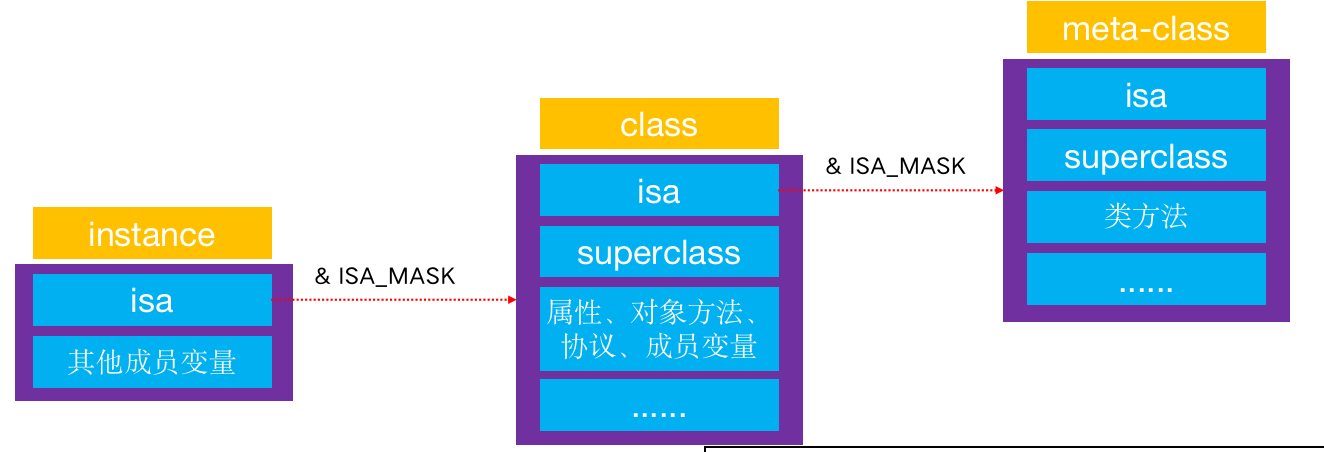 instance
isa
其他成员变量
& ISA_MASK
class
isa
superclass
属性、对象方法、
协议、成员变量
......
& ISA_MASK
meta-class
isa
superclass
类方法
......